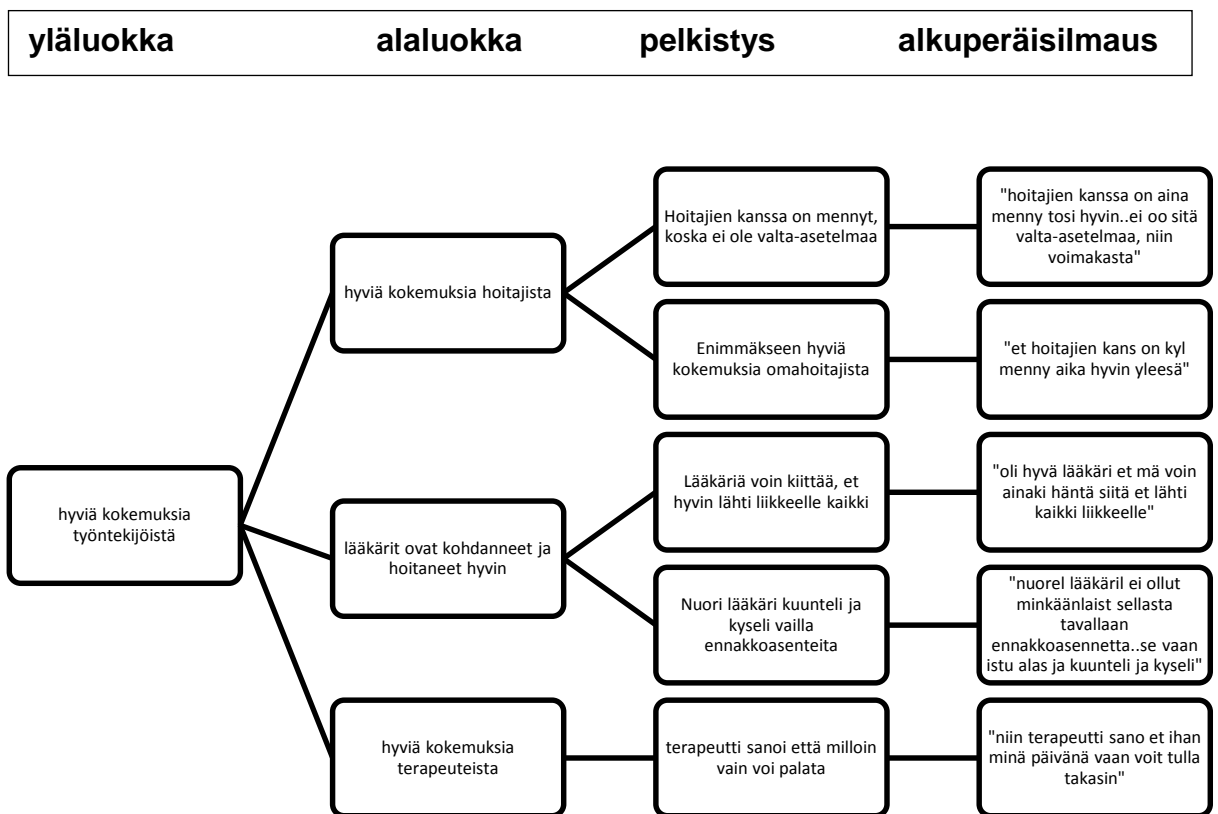 yläluokka alaluokka pelkistys alkuperäisilmaus
Hoitajien kanssa on mennyt,
koska ei ole valta-asetelmaa
"hoitajien kanssa on aina
menny tosi hyvin..ei oo sitä
valta-asetelmaa, niin
voimakasta"
hyviä kokemuksia hoitajista
Enimmäkseen hyviä
kokemuksia omahoitajista
"et hoitajien kans on kyl
menny aika hyvin yleesä"
hyviä kokemuksia
työntekijöistä
lääkärit ovat kohdanneet ja
hoitaneet hyvin
Lääkäriä voin kiittää, et
hyvin lähti liikkeelle kaikki
"oli hyvä lääkäri et mä voin
ainaki häntä siitä et lähti
kaikki liikkeelle"
Nuori lääkäri kuunteli ja
kyseli vailla
ennakkoasenteita
"nuorel lääkäril ei ollut
minkäänlaist sellasta
tavallaan
ennakkoasennetta..se vaan
istu alas ja kuunteli ja kyseli"
hyviä kokemuksia
terapeuteista
terapeutti sanoi että milloin
vain voi palata
"niin terapeutti sano et ihan
minä päivänä vaan voit tulla
takasin"